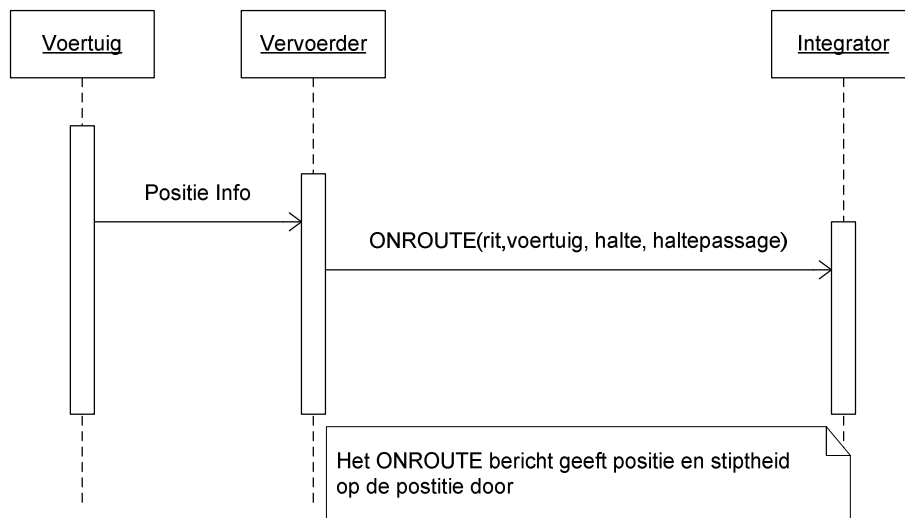 Voertuig
Vervoerder
Integrator
Positie Info
ONROUTE(rit,voertuig, halte, haltepassage)
Het ONROUTE bericht geeft positie en stiptheid
op de postitie door